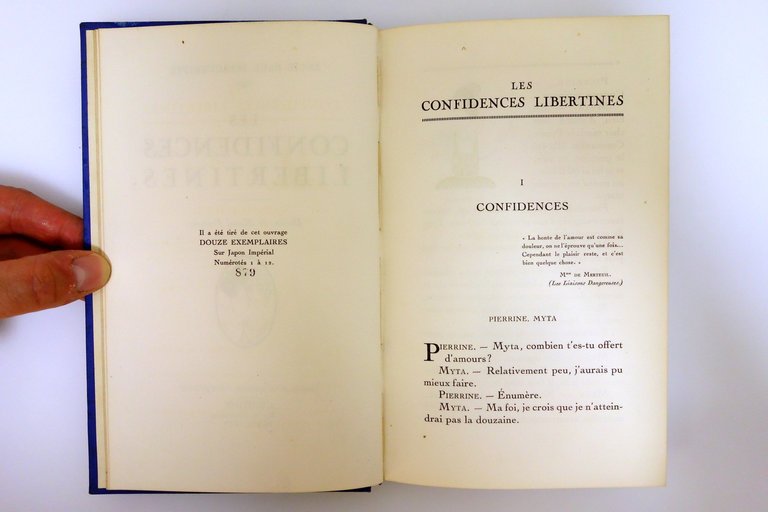 Il a été tiré de cet ouvrage
DOUZE EXEMPLAIRES
Sur Japon Impérial
Numérotés 1 à 12.
879
LES
CONFIDENCES LIBERTINES
I
CONFIDENCES
« La honte de l'amour est comme sa
douleur, on ne l'éprouve qu'une fois...
Cependant le plaisir reste, et c'est
bien quelque chose. »
Mme DE MERTEUIL.
(Les Liaisons Dangereuses.)
PIERRINE, MYTA
PIERRINE. — Myta, combien t'es-tu offert
d'amours ?
MYTA. — Relativement peu, j'aurais pu
mieux faire.
PIERRINE. — Énumère.
MYTA. — Ma foi, je crois que je n'attein-
drai pas la douzaine.